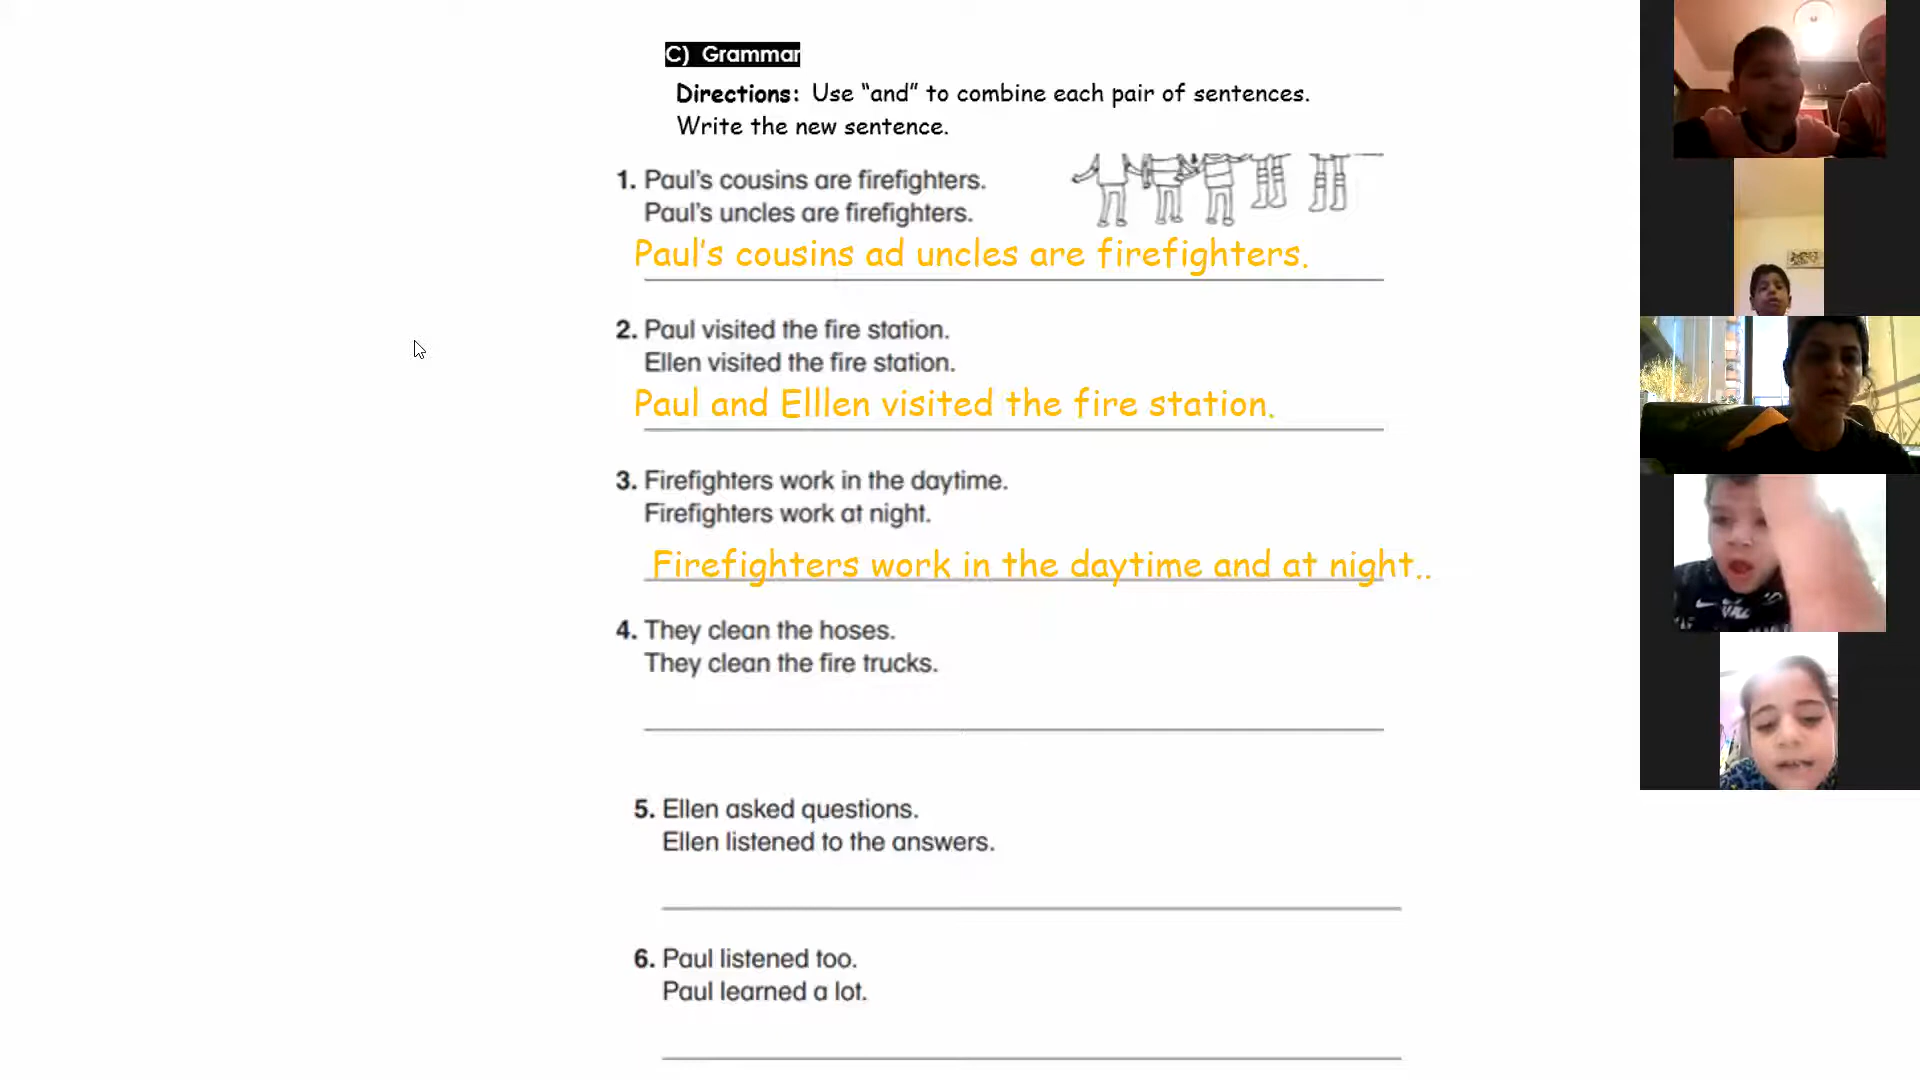 C) Grammar
Directions: Use “and” to combine each pair of sentences.
Write the new sentence.
1. Paul's cousins are firefighters.
Paul's uncles are firefighters.
Paul's cousins ad uncles are firefighters.
2. Paul visited the fire station.
Ellen visited the fire station.
Paul and Elllen visited the fire station.
3. Firefighters work in the daytime.
Firefighters work at night.
Firefighters work in the daytime and at night..
4. They clean the hoses.
They clean the fire trucks.
5. Ellen asked questions.
Ellen listened to the answers.
6. Paul listened too.
Paul learned a lot.